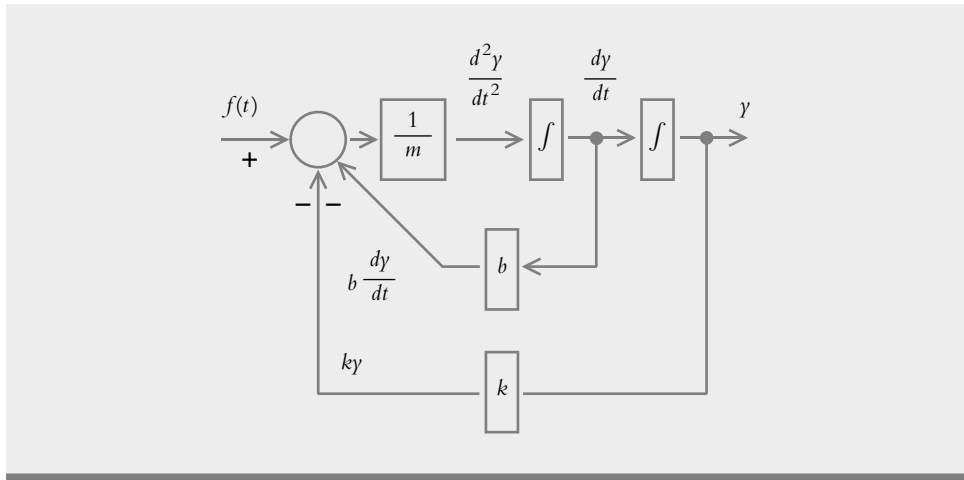 d²y/dt²
dy/dt
f(t)
+
1/m
∫
∫
y
− −
b
b dy/dt
ky
k